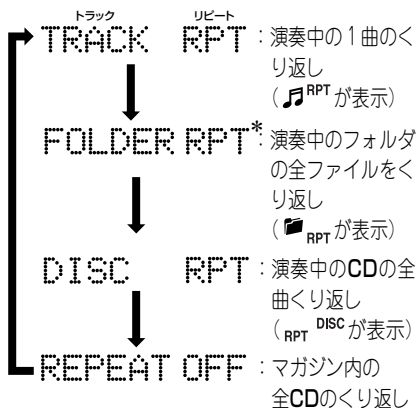 トラック リピート
TRACK RPT：演奏中の１曲のく
り返し
（RPTが表示）
FOLDER RPT*：演奏中のフォルダ
の全ファイルをく
り返し
（RPTが表示）
DISC RPT：演奏中のCDの全
曲くり返し
（RPT DISCが表示）
REPEAT OFF：マガジン内の
全CDのくり返し